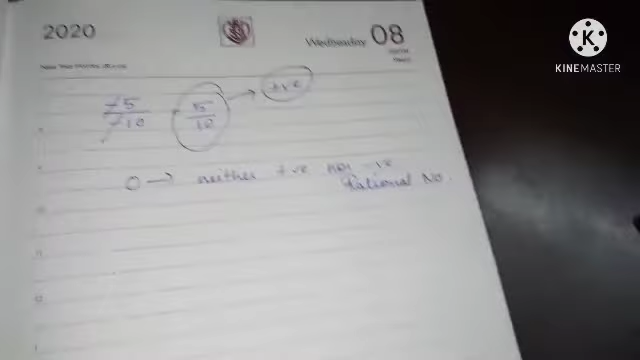 2020
Wednesday 08
KINEMASTER
-5 / -10 5 / 10 → +ve
0 → neither +ve nor -ve
Rational No.